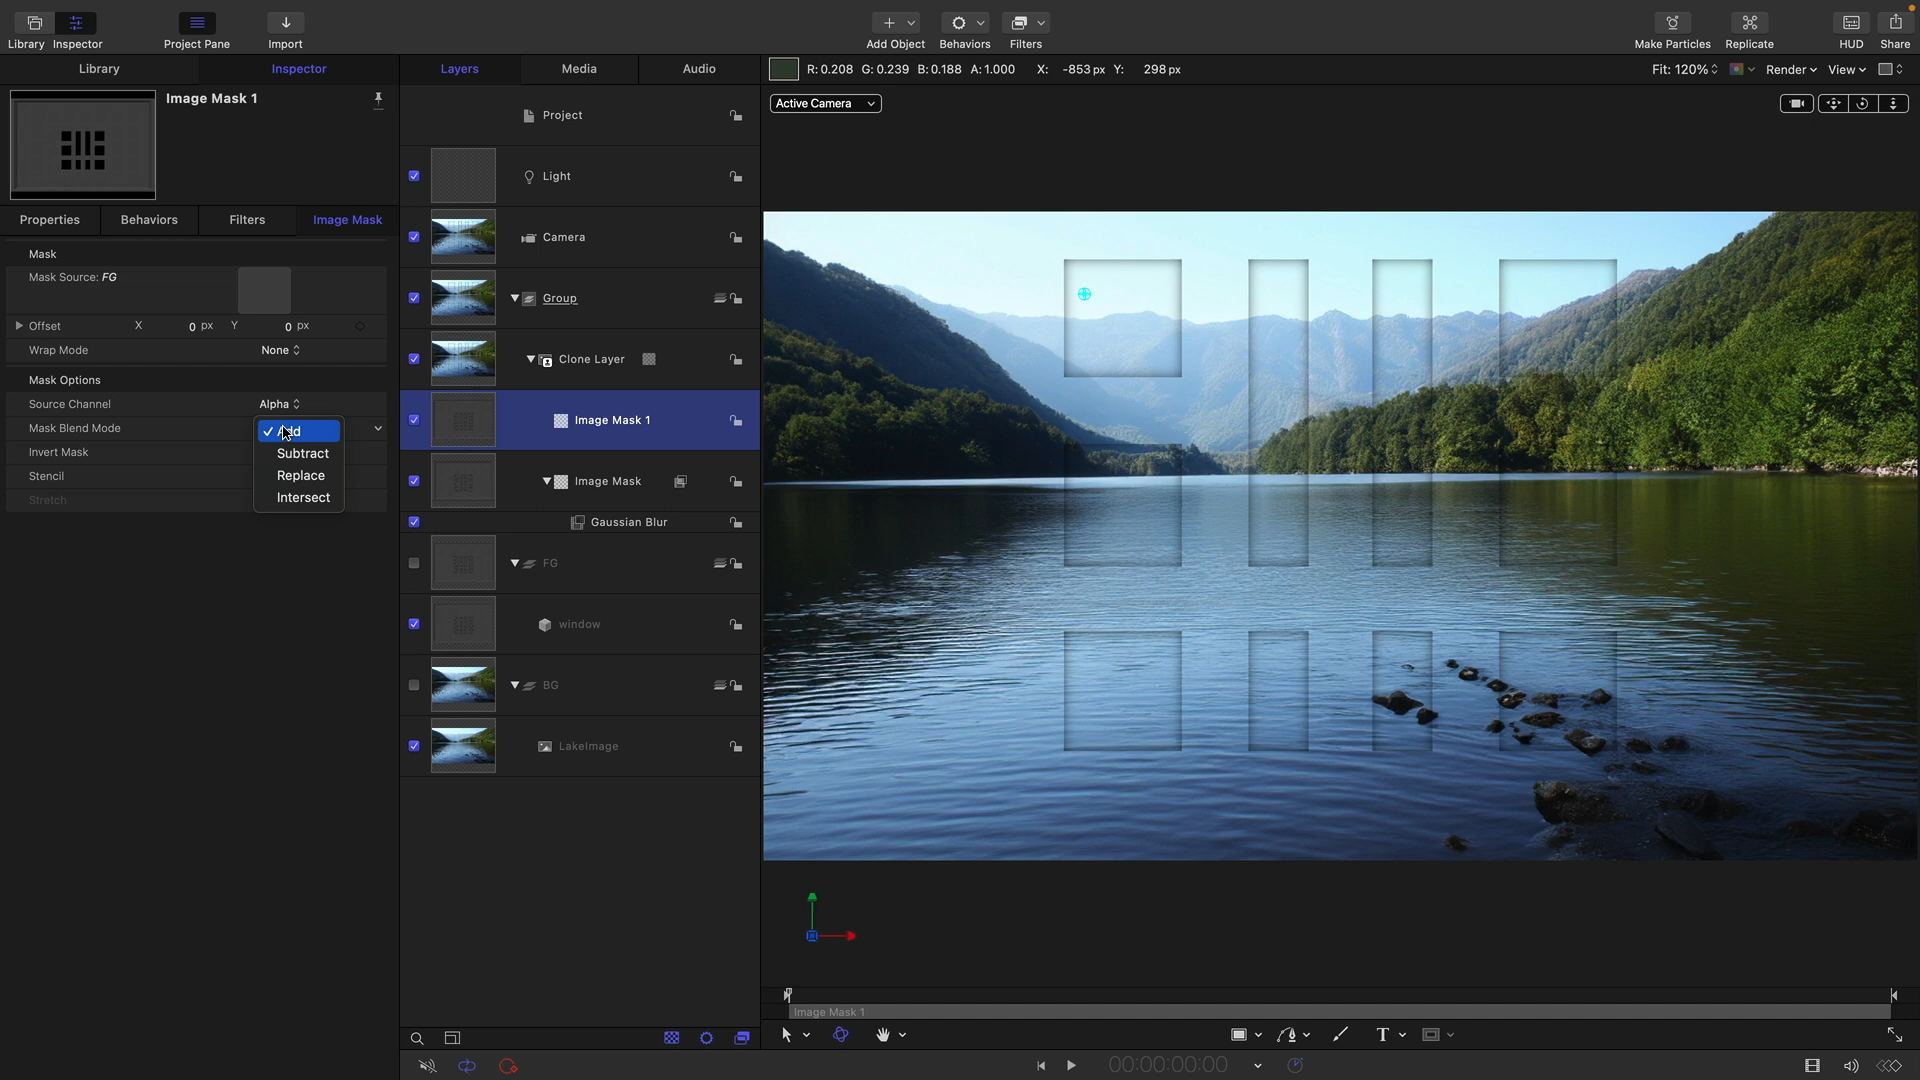 Library
Inspector
Project Pane
Import
Add Object
Behaviors
Filters
Make Particles
Replicate
HUD
Share
Library
Inspector
Layers
Media
Audio
R: 0.208 G: 0.239 B: 0.188 A: 1.000 X: -853 px Y: 298 px
Fit: 120%
Render
View
Image Mask 1
Active Camera
Project
Light
Camera
Group
Clone Layer
Image Mask 1
Image Mask
Gaussian Blur
FG
window
BG
LakeImage
Properties
Behaviors
Filters
Image Mask
Mask
Mask Source: FG
Offset X 0 px Y 0 px
Wrap Mode None
Mask Options
Source Channel Alpha
Mask Blend Mode
Invert Mask
Stencil
Stretch
Add
Subtract
Replace
Intersect
Image Mask 1
T
00:00:00:00